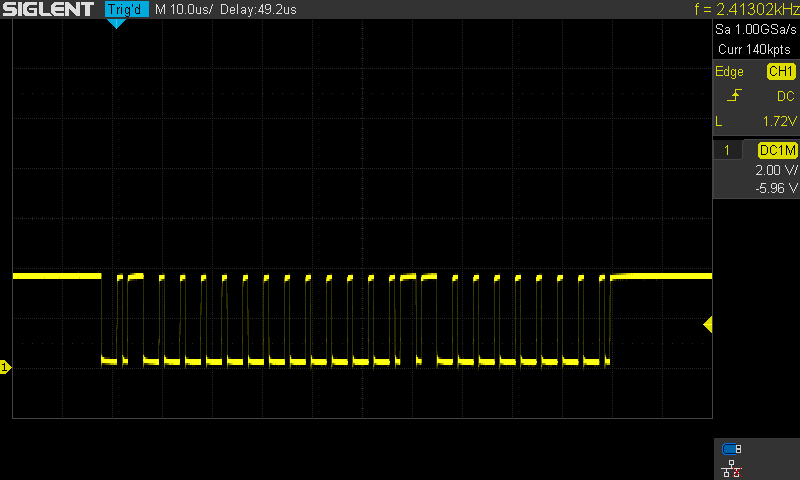 SIGLENT Trig'd M 10.0us/ Delay:49.2us f = 2.41302kHz
Sa 1.00GSa/s
Curr 140kpts
Edge CH1
DC
L 1.72V
1 DC1M
2.00 V/
-5.96 V
1